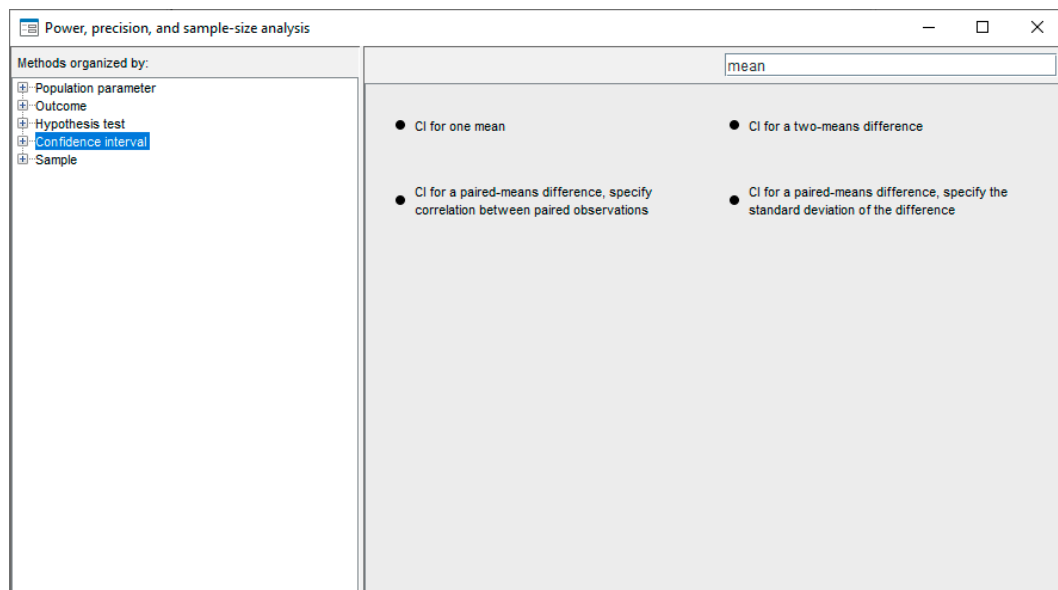 Power, precision, and sample-size analysis
Methods organized by:
mean
Population parameter
Outcome
Hypothesis test
Confidence interval
Sample
CI for one mean
CI for a two-means difference
CI for a paired-means difference, specify
correlation between paired observations
CI for a paired-means difference, specify the
standard deviation of the difference